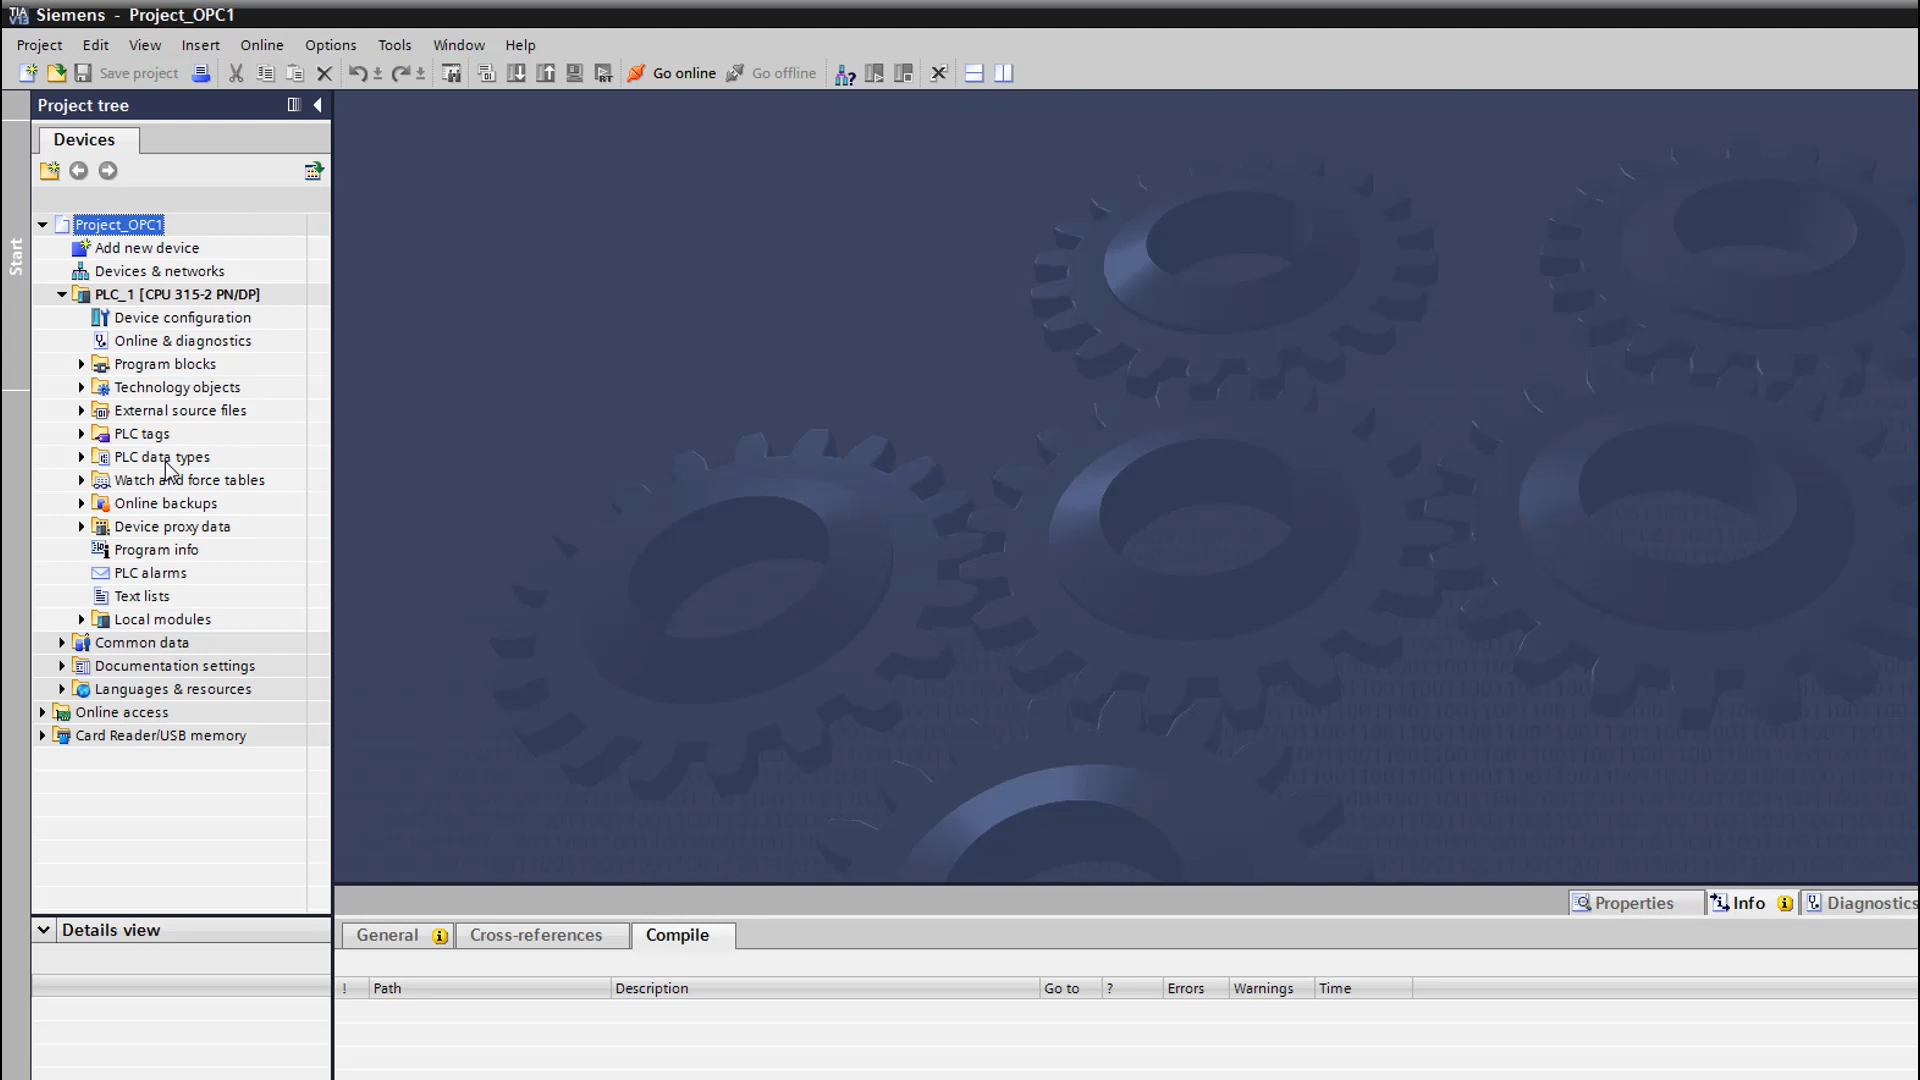 TIA V13 Siemens - Project_OPC1
Project Edit View Insert Online Options Tools Window Help
Save project Go online Go offline
Project tree
Devices
Start
Project_OPC1
Add new device
Devices & networks
PLC_1 [CPU 315-2 PN/DP]
Device configuration
Online & diagnostics
Program blocks
Technology objects
External source files
PLC tags
PLC data types
Watch and force tables
Online backups
Device proxy data
Program info
PLC alarms
Text lists
Local modules
Common data
Documentation settings
Languages & resources
Online access
Card Reader/USB memory
Properties Info Diagnostics
Details view
General Cross-references Compile
! Path Description Go to ? Errors Warnings Time